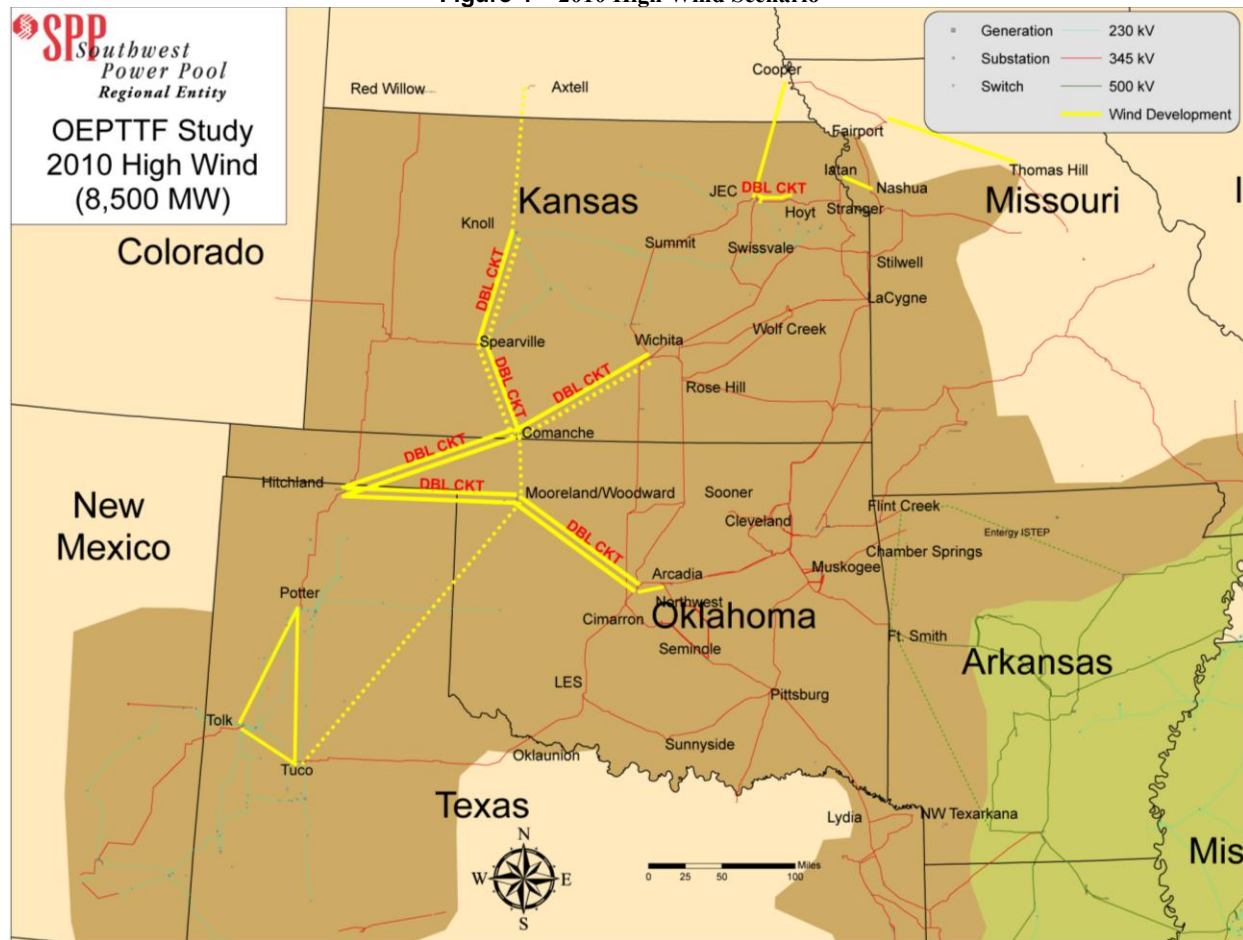 Figure 1 – 2010 High Wind Scenario
SPP
Southwest
Power Pool
Regional Entity
OEPTTF Study
2010 High Wind
(8,500 MW)
Generation
230 kV
Substation
345 kV
Switch
500 kV
Wind Development
Cooper
Red Willow
Axtell
Fairport
Thomas Hill
Iatan
Nashua
JEC
DBL CKT
Kansas
Missouri
Hoyt
Stranger
Knoll
Colorado
Summit
Swissvale
Stilwell
DBL CKT
LaCygne
Wolf Creek
Spearville
Wichita
DBL CKT
DBL CKT
Rose Hill
Comanche
DBL CKT
Hitchland
DBL CKT
Mooreland/Woodward
Sooner
New
Mexico
Cleveland
Flint Creek
Entergy ISTEP
DBL CKT
Chamber Springs
Muskogee
Arcadia
Potter
Northwest
Cimarron
Oklahoma
Ft. Smith
Seminole
Arkansas
LES
Pittsburg
Tolk
Sunnyside
Oklaunion
Tuco
Texas
Lydia
NW Texarkana
N
W
E
S
Miles
0 25 50 100
Mis
I